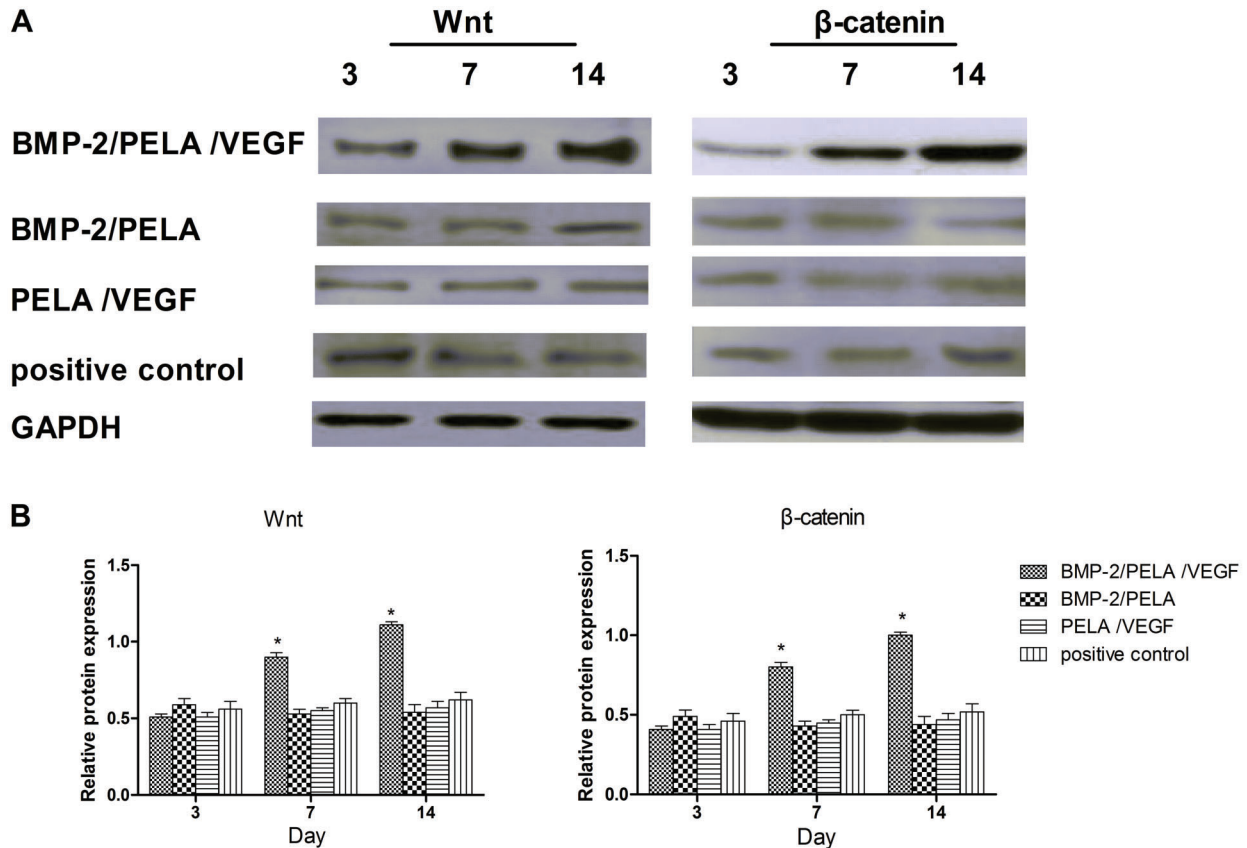 A
Wnt
β-catenin
3 7 14
3 7 14
BMP-2/PELA /VEGF
BMP-2/PELA
PELA /VEGF
positive control
GAPDH
B
Wnt
Relative protein expression
1.5
1.0
0.5
0.0
*
*
3 7 14
Day
β-catenin
Relative protein expression
1.5
1.0
0.5
0.0
*
*
3 7 14
Day
BMP-2/PELA /VEGF
BMP-2/PELA
PELA /VEGF
positive control